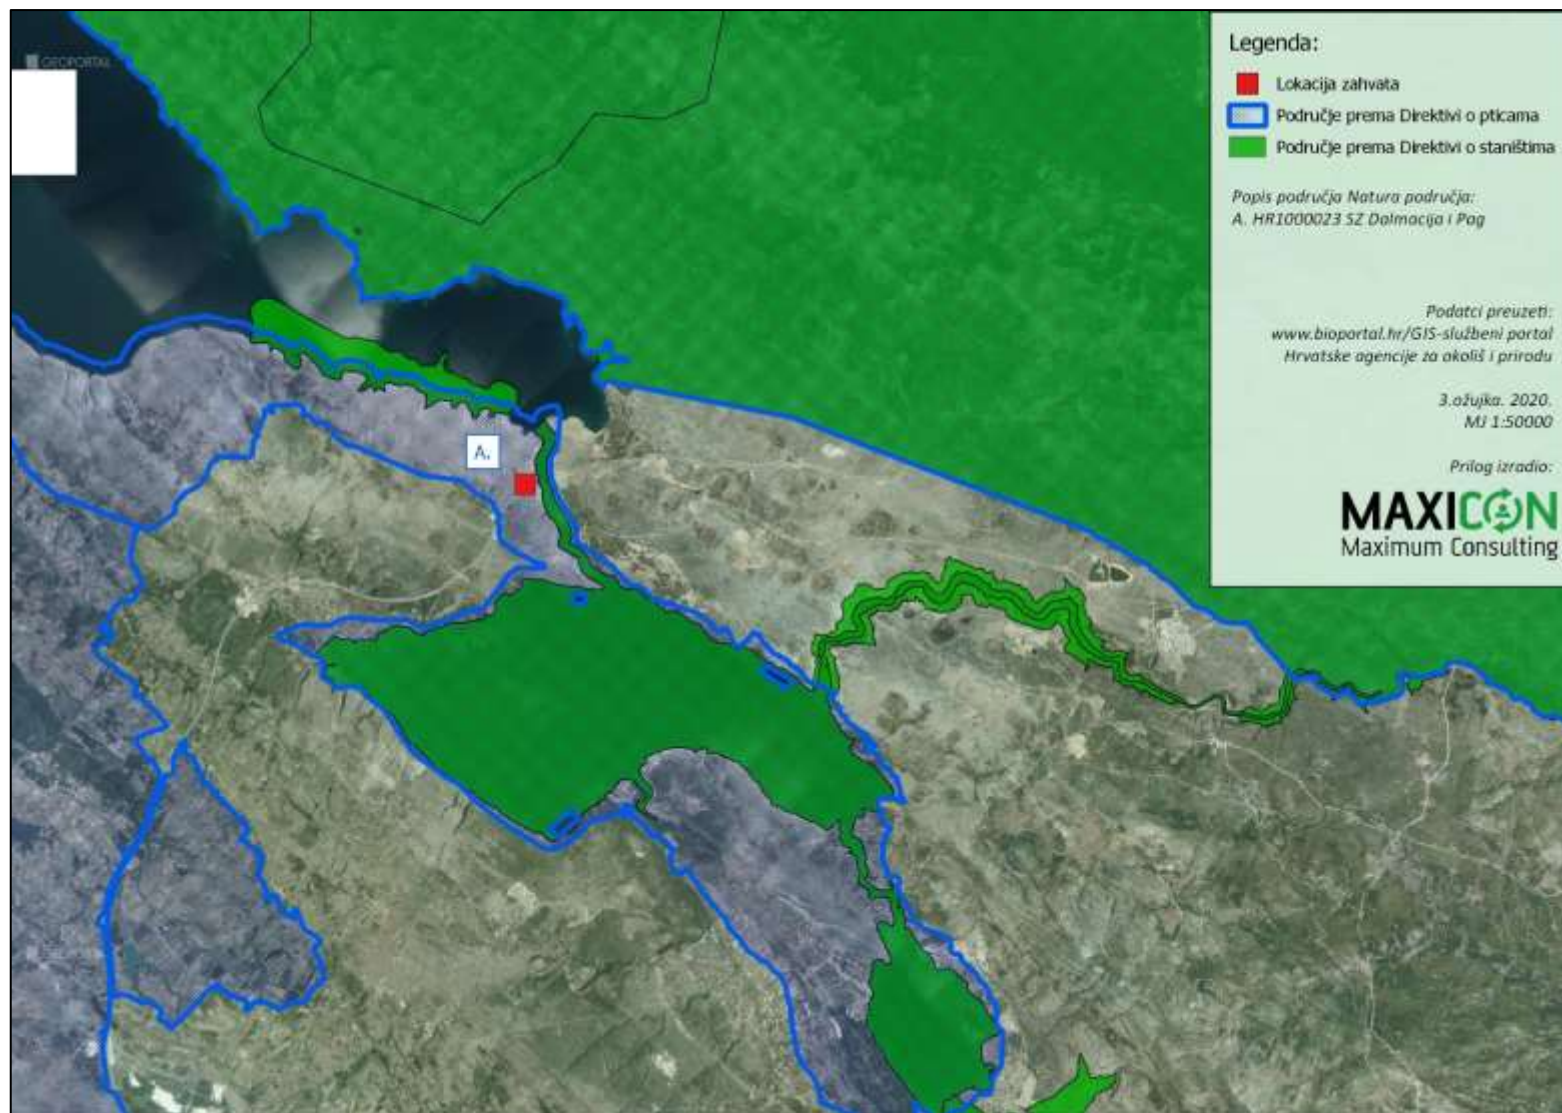 GEOPORTAL
A.
Legenda:
Lokacija zahvata
Područje prema Direktivi o pticama
Područje prema Direktivi o staništima
Popis područja Natura područja:
A. HR1000023 SZ Dalmacija i Pag
Podatci preuzeti:
www.bioportal.hr/GIS-službeni portal
Hrvatske agencije za okoliš i prirodu
3.ožujka. 2020.
MJ 1:50000
Prilog izradio:
MAXICON
Maximum Consulting